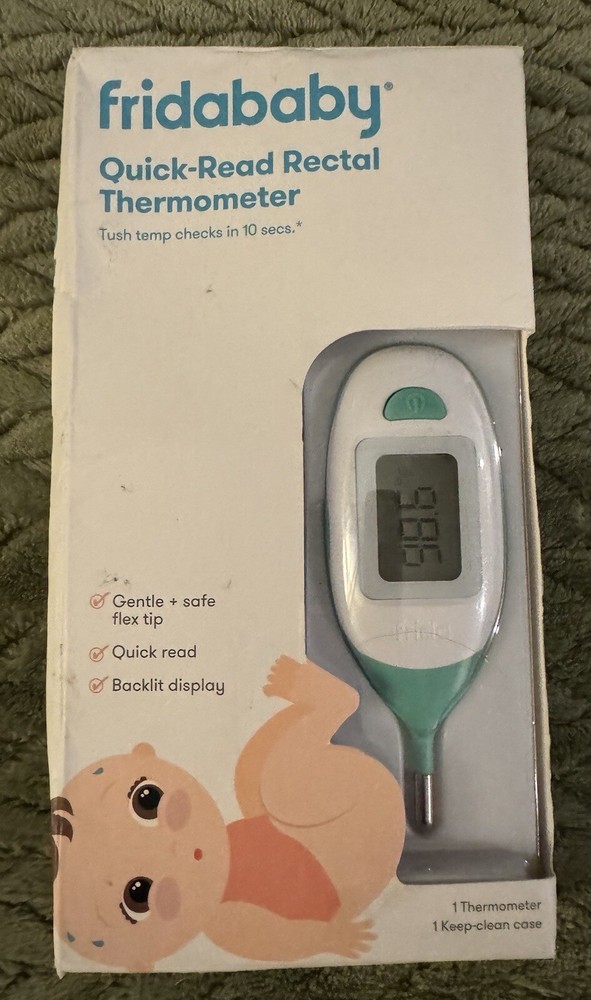 fridababy®
Quick-Read Rectal
Thermometer
Tush temp checks in 10 secs.*
98.6
frida
Gentle + safe
flex tip
Quick read
Backlit display
1 Thermometer
1 Keep-clean case